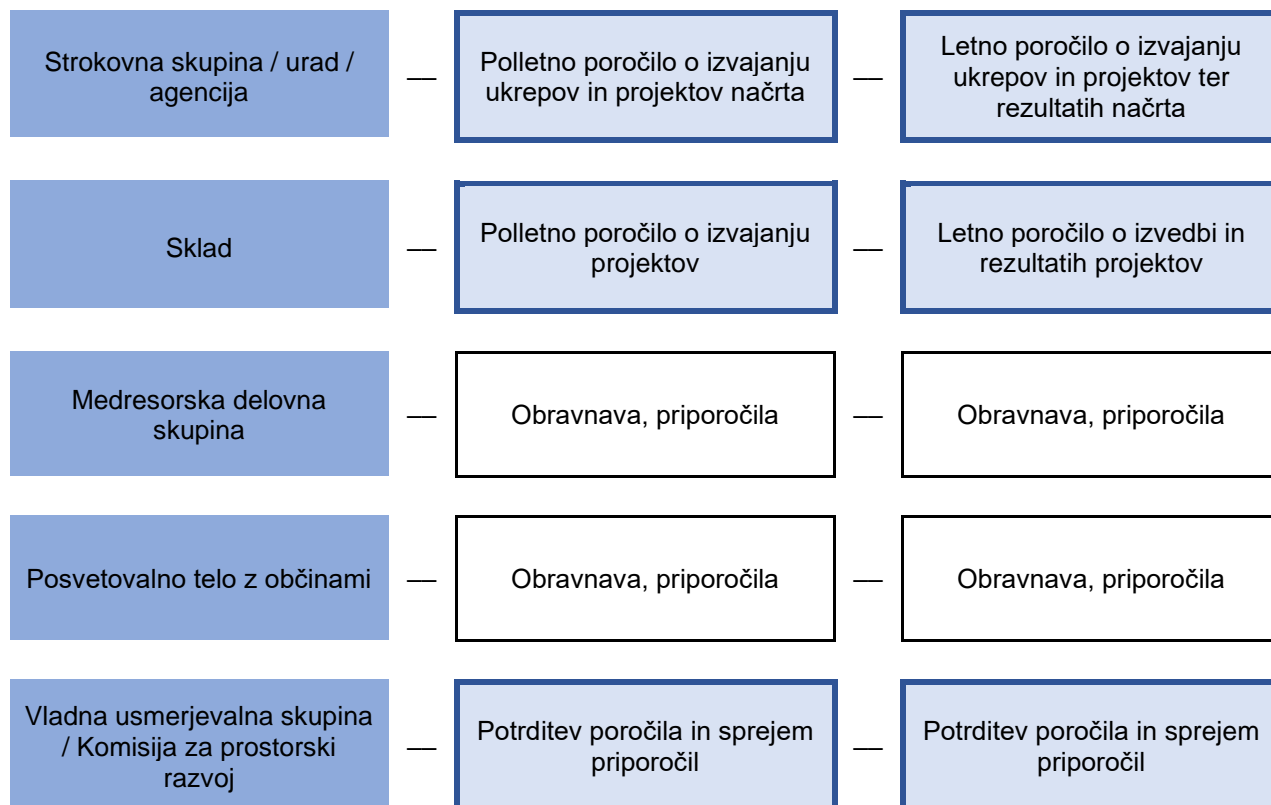 Strokovna skupina / urad /
agencija
—
Polletno poročilo o izvajanju
ukrepov in projektov načrta
—
Letno poročilo o izvajanju
ukrepov in projektov ter
rezultatih načrta
Sklad
—
Polletno poročilo o izvajanju
projektov
—
Letno poročilo o izvedbi in
rezultatih projektov
Medresorska delovna
skupina
—
Obravnava, priporočila
—
Obravnava, priporočila
Posvetovalno telo z občinami
—
Obravnava, priporočila
—
Obravnava, priporočila
Vladna usmerjevalna skupina
/ Komisija za prostorski
razvoj
—
Potrditev poročila in sprejem
priporočil
—
Potrditev poročila in sprejem
priporočil